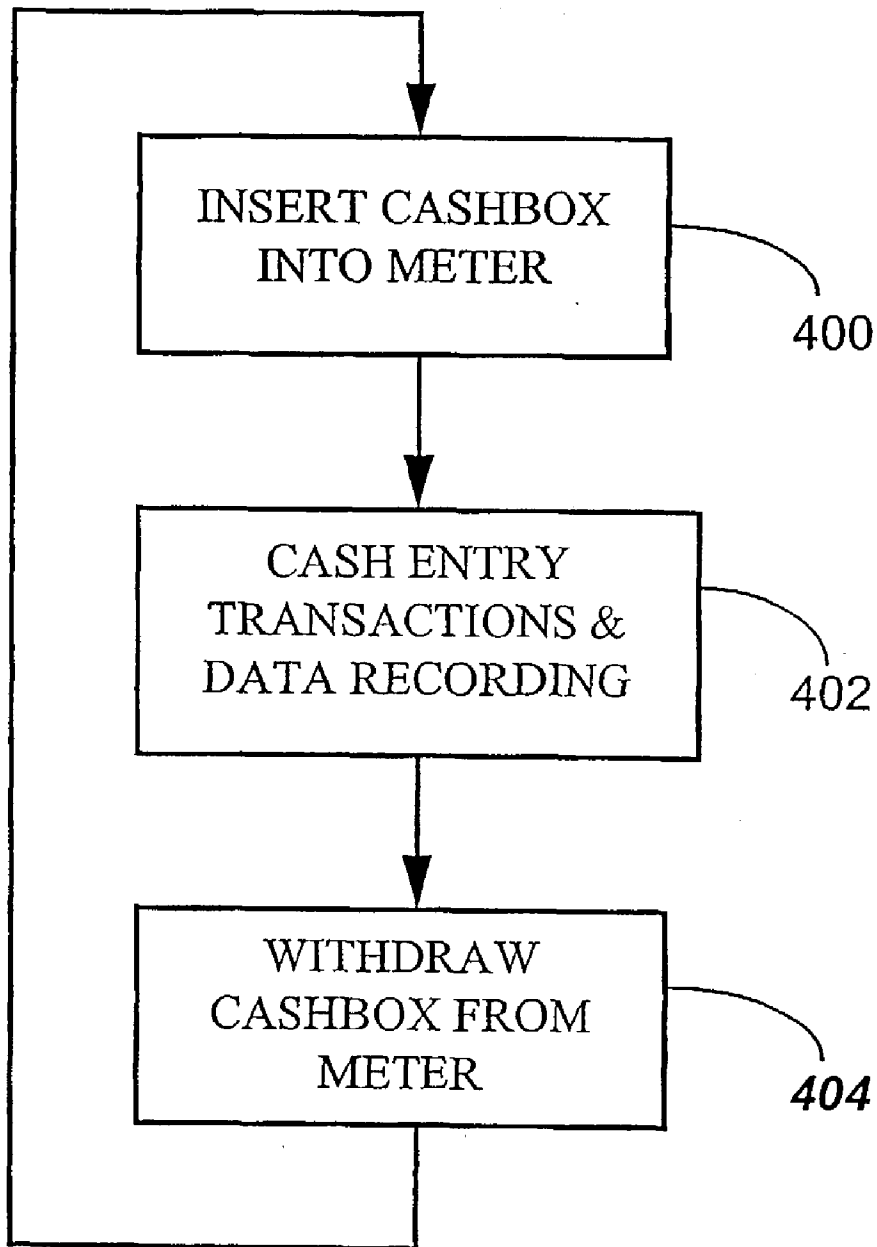 INSERT CASHBOX
INTO METER
400
CASH ENTRY
TRANSACTIONS &
DATA RECORDING
402
WITHDRAW
CASHBOX FROM
METER
404